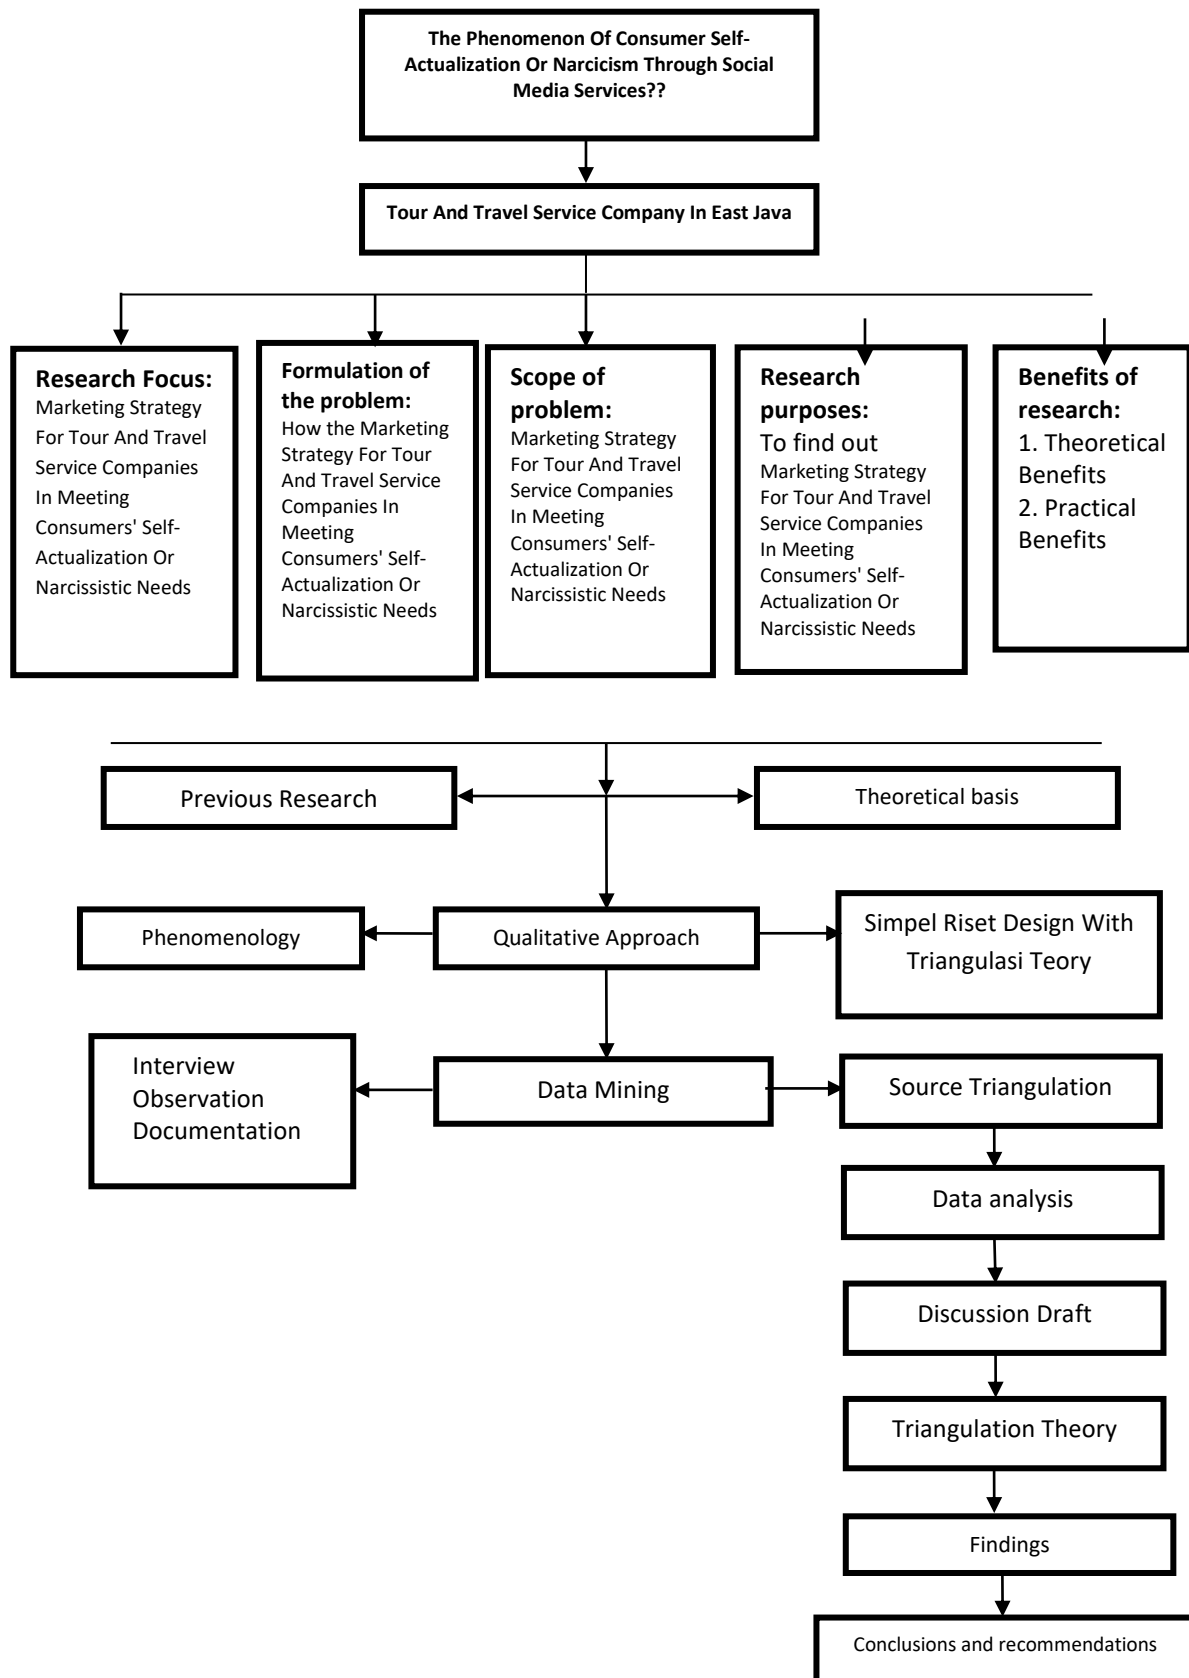 The Phenomenon Of Consumer Self-
Actualization Or Narcicism Through Social
Media Services??
Tour And Travel Service Company In East Java
Research Focus:
Marketing Strategy
For Tour And Travel
Service Companies
In Meeting
Consumers' Self-
Actualization Or
Narcissistic Needs
Formulation of
the problem:
How the Marketing
Strategy For Tour
And Travel Service
Companies In
Meeting
Consumers' Self-
Actualization Or
Narcissistic Needs
Scope of
problem:
Marketing Strategy
For Tour And Travel
Service Companies
In Meeting
Consumers' Self-
Actualization Or
Narcissistic Needs
Research
purposes:
To find out
Marketing Strategy
For Tour And Travel
Service Companies
In Meeting
Consumers' Self-
Actualization Or
Narcissistic Needs
Benefits of
research:
1. Theoretical
Benefits
2. Practical
Benefits
Previous Research
Theoretical basis
Phenomenology
Qualitative Approach
Simpel Riset Design With
Triangulasi Teory
Interview
Observation
Documentation
Data Mining
Source Triangulation
Data analysis
Discussion Draft
Triangulation Theory
Findings
Conclusions and recommendations